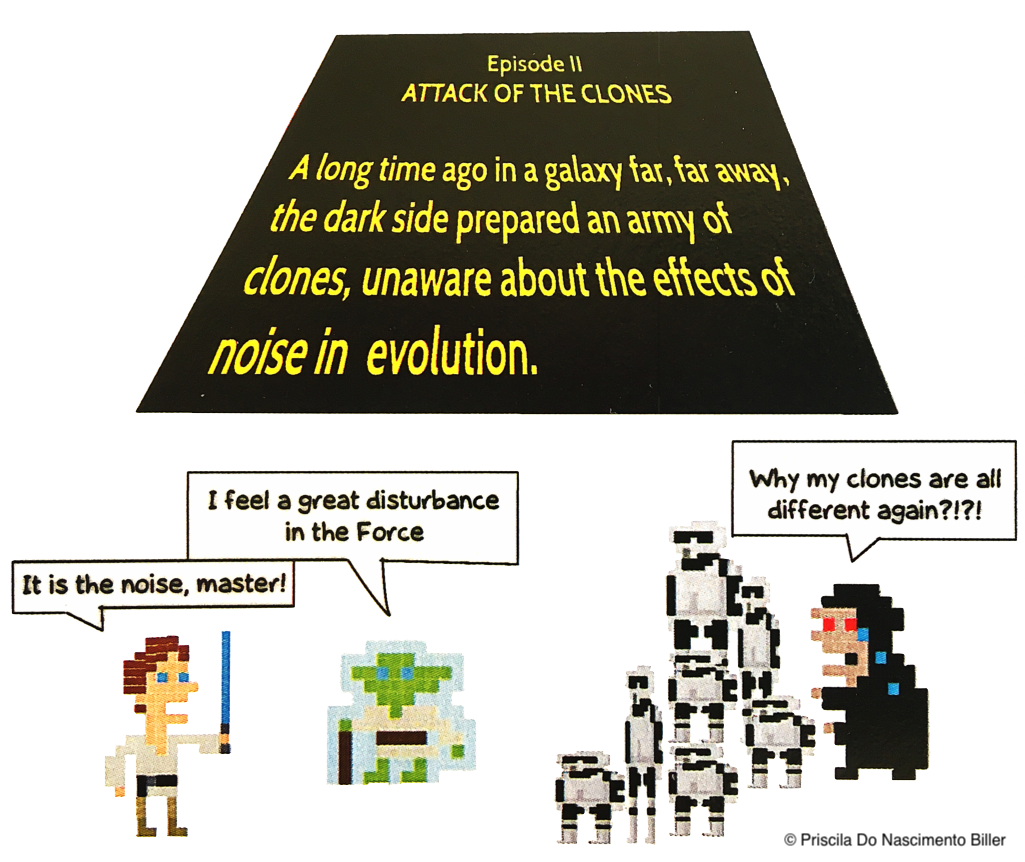 Episode II
ATTACK OF THE CLONES
A long time ago in a galaxy far, far away,
the dark side prepared an army of
clones, unaware about the effects of
noise in evolution.
I feel a great disturbance
in the Force
It is the noise, master!
Why my clones are all
different again?!?!
© Priscila Do Nascimento Biller